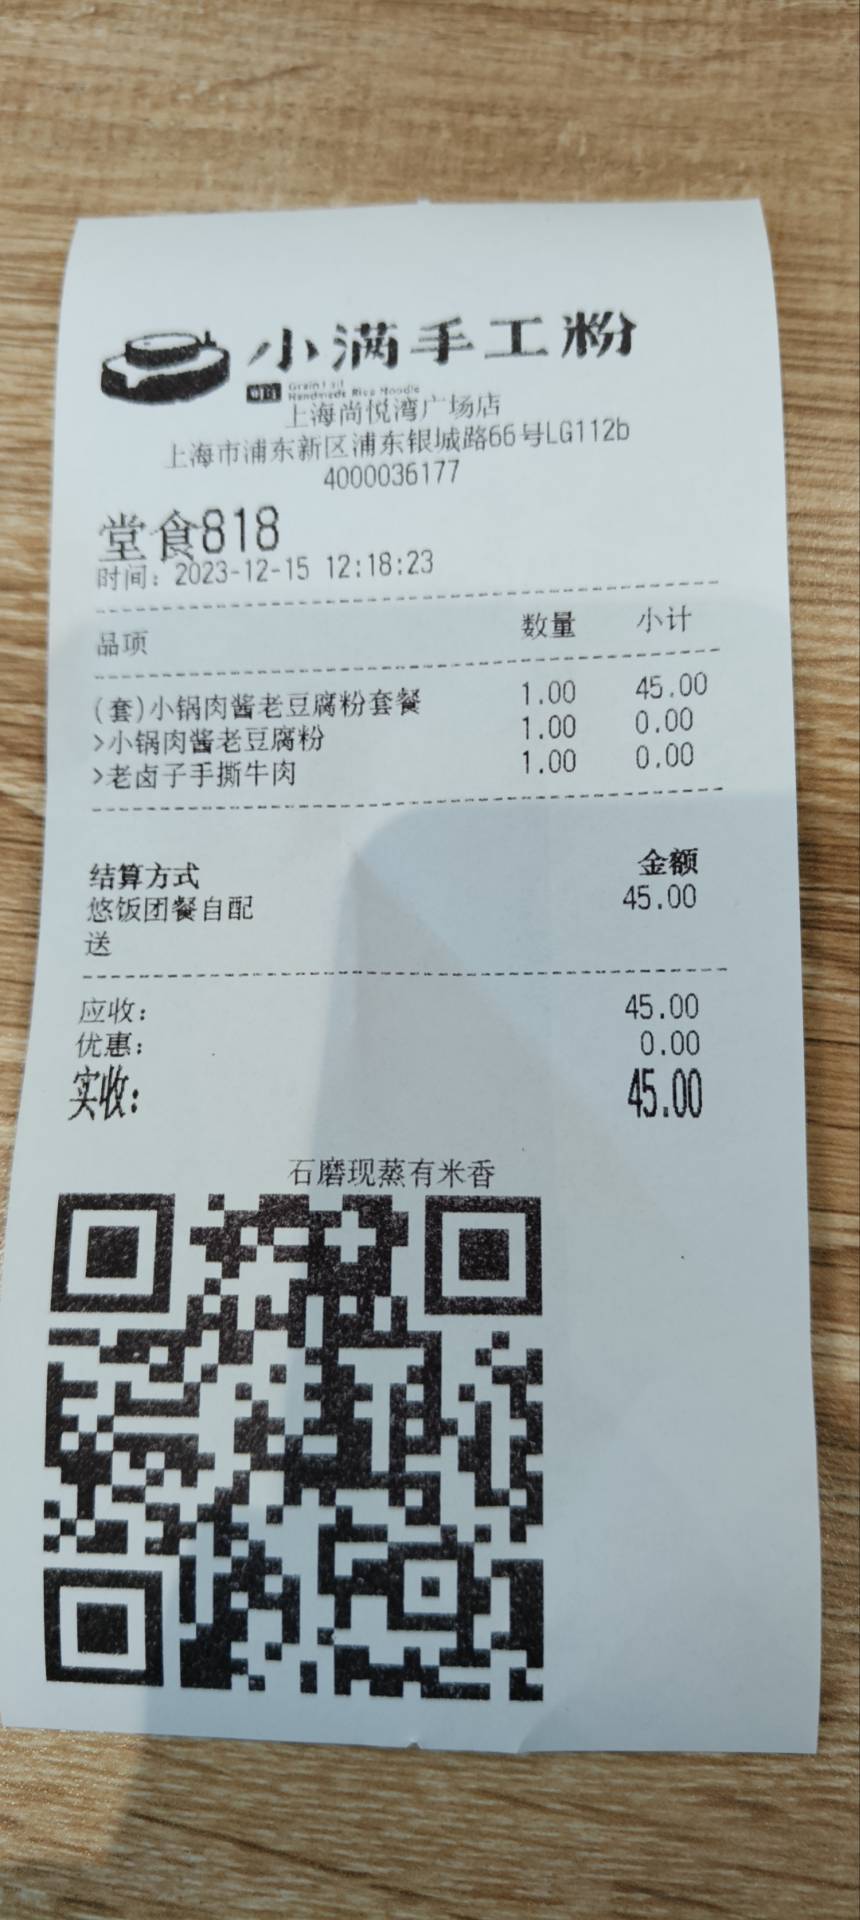 小满手工粉
Grain Full
Handmade Rice Noodle
上海尚悦湾广场店
上海市浦东新区浦东银城路66号LG112b
4000036177
堂食818
时间：2023-12-15 12:18:23
品项 数量 小计
(套)小锅肉酱老豆腐粉套餐 1.00 45.00
>小锅肉酱老豆腐粉 1.00 0.00
>老卤子手撕牛肉 1.00 0.00
结算方式 金额
悠饭团餐自配 45.00
送
应收： 45.00
优惠： 0.00
实收： 45.00
石磨现蒸有米香